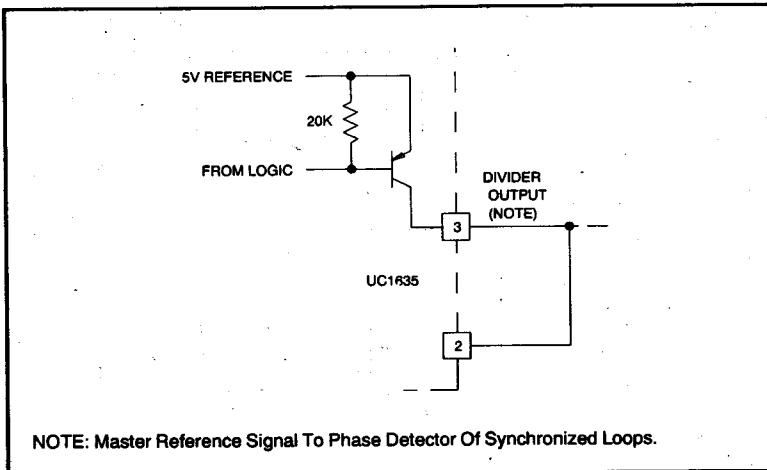 5V REFERENCE
20K
FROM LOGIC
DIVIDER
OUTPUT
(NOTE)
3
UC1635
2
NOTE: Master Reference Signal To Phase Detector Of Synchronized Loops.